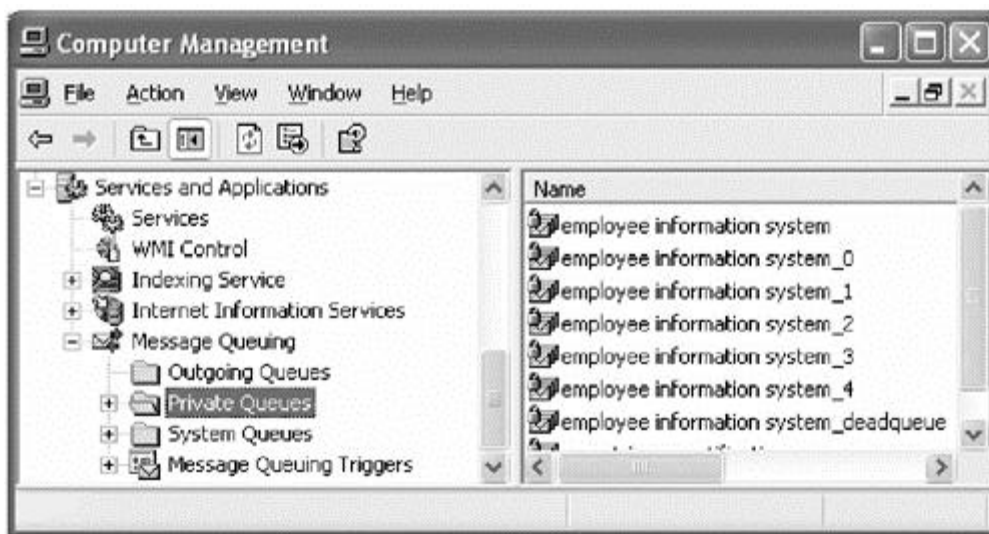 Computer Management
File Action View Window Help
Services and Applications
Services
WMI Control
Indexing Service
Internet Information Services
Message Queuing
Outgoing Queues
Private Queues
System Queues
Message Queuing Triggers
Name
employee information system
employee information system_0
employee information system_1
employee information system_2
employee information system_3
employee information system_4
employee information system_deadqueue